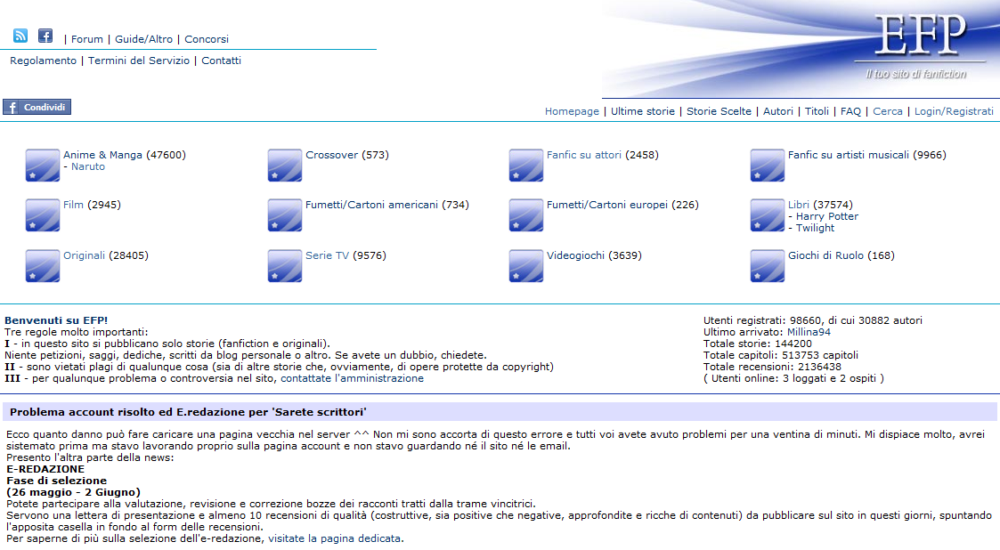 | Forum | Guide/Altro | Concorsi
Regolamento | Termini del Servizio | Contatti
EFP
Il tuo sito di fanfiction
Condividi
Homepage | Ultime storie | Storie Scelte | Autori | Titoli | FAQ | Cerca | Login/Registrati
Anime & Manga (47600)
- Naruto
Crossover (573)
Fanfic su attori (2458)
Fanfic su artisti musicali (9966)
Film (2945)
Fumetti/Cartoni americani (734)
Fumetti/Cartoni europei (226)
Libri (37574)
- Harry Potter
- Twilight
Originali (28405)
Serie TV (9576)
Videogiochi (3639)
Giochi di Ruolo (168)
Benvenuti su EFP!
Tre regole molto importanti:
I - in questo sito si pubblicano solo storie (fanfiction e originali).
Niente petizioni, saggi, dediche, scritti da blog personale o altro. Se avete un dubbio, chiedete.
II - sono vietati plagi di qualunque cosa (sia di altre storie che, ovviamente, di opere protette da copyright)
III - per qualunque problema o controversia nel sito, contattate l'amministrazione
Utenti registrati: 98660, di cui 30882 autori
Ultimo arrivato: Millina94
Totale storie: 144200
Totale capitoli: 513753 capitoli
Totale recensioni: 2136438
( Utenti online: 3 loggati e 2 ospiti )
Problema account risolto ed E.redazione per 'Sarete scrittori'
Ecco quanto danno può fare caricare una pagina vecchia nel server ^^ Non mi sono accorta di questo errore e tutti voi avete avuto problemi per una ventina di minuti. Mi dispiace molto, avrei
sistemato prima ma stavo lavorando proprio sulla pagina account e non stavo guardando né il sito né le email.
Presento l'altra parte della news:
E-REDAZIONE
Fase di selezione
(26 maggio - 2 Giugno)
Potete partecipare alla valutazione, revisione e correzione bozze dei racconti tratti dalla trame vincitrici.
Servono una lettera di presentazione e almeno 10 recensioni di qualità (costruttive, sia positive che negative, approfondite e ricche di contenuti) da pubblicare sul sito in questi giorni, spuntando
l'apposita casella in fondo al form delle recensioni.
Per saperne di più sulla selezione dell'e-redazione, visitate la pagina dedicata.